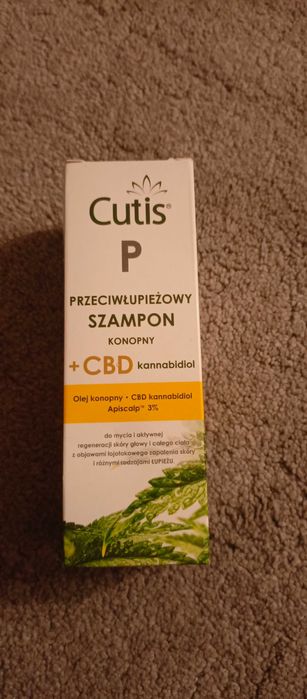 Cutis®
P
PRZECIWŁUPIEŻOWY
SZAMPON
KONOPNY
+CBD kannabidiol
Olej konopny • CBD kannabidiol
Apiscalp™ 3%
do mycia i aktywnej
regeneracji skóry głowy i całego ciała
z objawami łojotokowego zapalenia skóry
i różnymi rodzajami ŁUPIEŻU